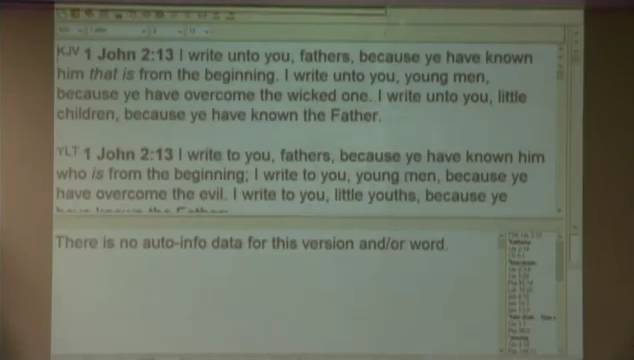 KJV 1 John 2:13 I write unto you, fathers, because ye have known
him that is from the beginning. I write unto you, young men,
because ye have overcome the wicked one. I write unto you, little
children, because ye have known the Father.
YLT 1 John 2:13 I write to you, fathers, because ye have known him
who is from the beginning; I write to you, young men, because ye
have overcome the evil. I write to you, little youths, because ye
have known the Father
There is no auto-info data for this version and/or word.